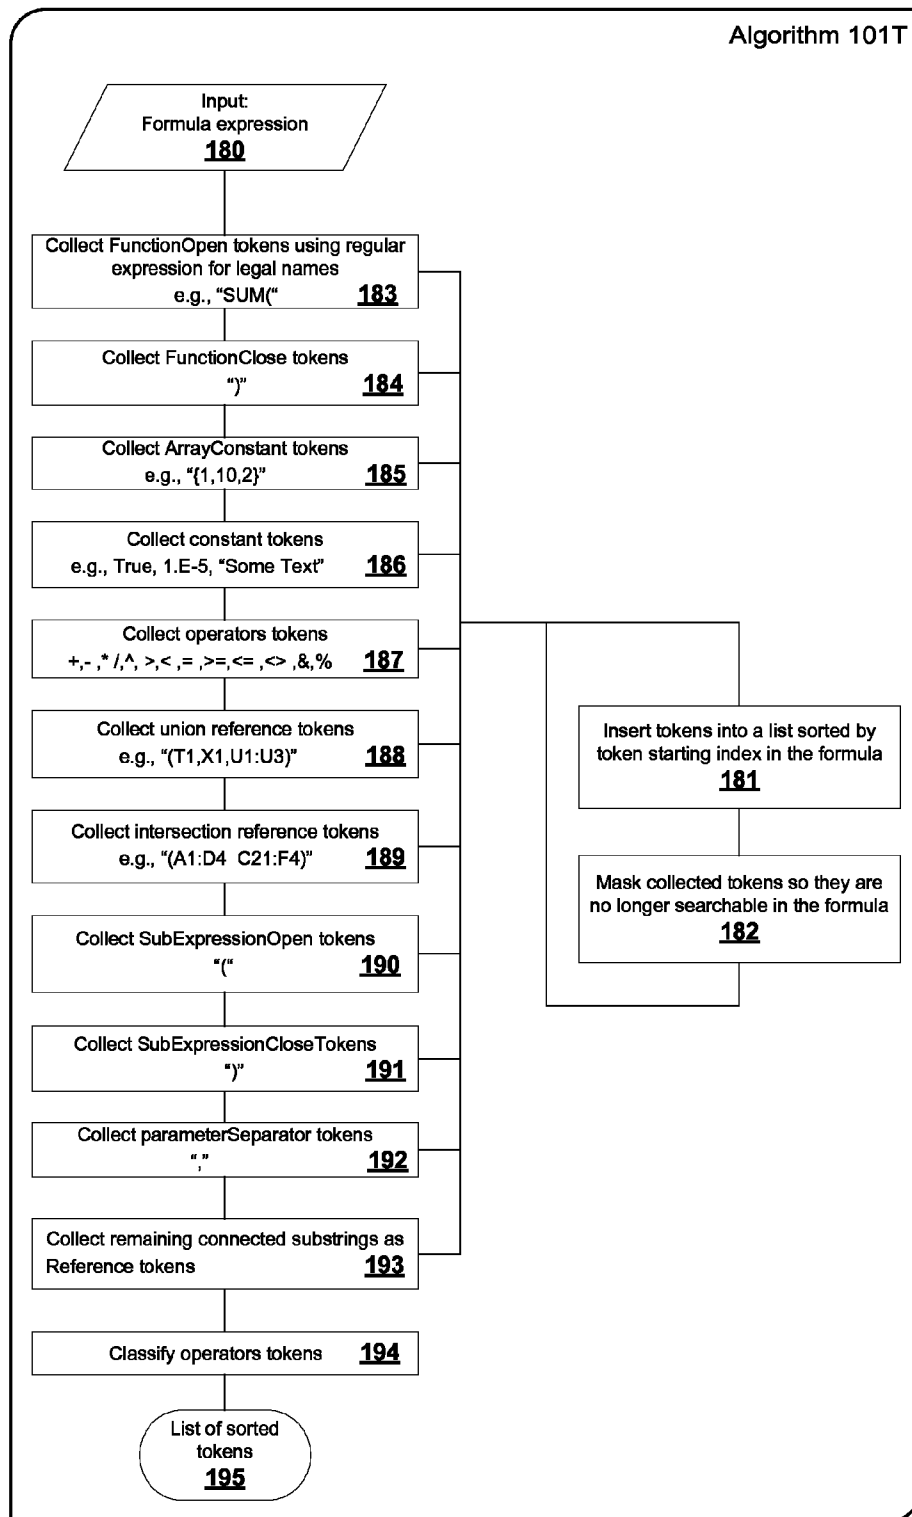 Algorithm 101T
Input:
Formula expression
180
Collect FunctionOpen tokens using regular
expression for legal names
e.g., “SUM(“ 183
Collect FunctionClose tokens
“)” 184
Collect ArrayConstant tokens
e.g., “{1,10,2}” 185
Collect constant tokens
e.g., True, 1.E-5, “Some Text” 186
Collect operators tokens
+,- ,* /,^, >,< ,= ,>=,<= ,<> ,&,% 187
Collect union reference tokens
e.g., “(T1,X1,U1:U3)” 188
Collect intersection reference tokens
e.g., “(A1:D4 C21:F4)” 189
Collect SubExpressionOpen tokens
“(“ 190
Collect SubExpressionCloseTokens
“)” 191
Collect parameterSeparator tokens
“,” 192
Collect remaining connected substrings as
Reference tokens 193
Classify operators tokens 194
List of sorted
tokens
195
Insert tokens into a list sorted by
token starting index in the formula
181
Mask collected tokens so they are
no longer searchable in the formula
182